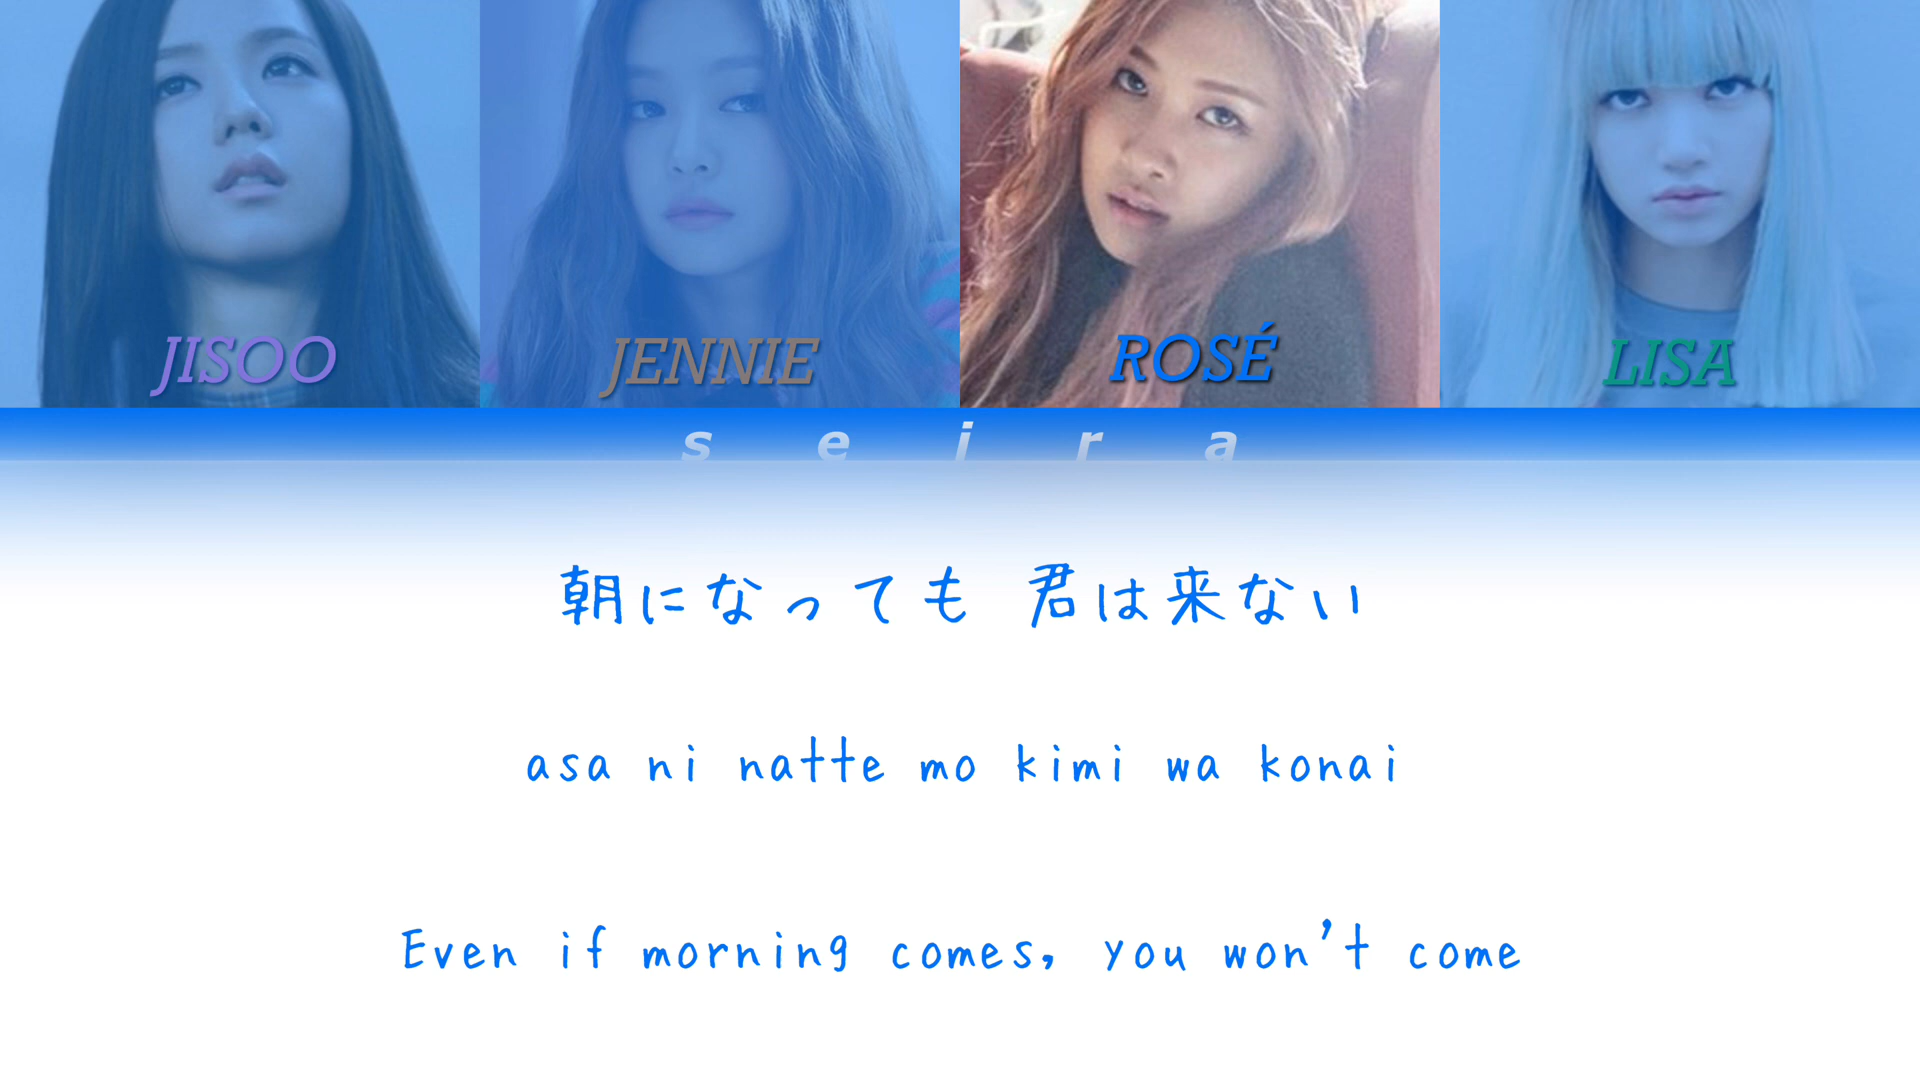 JISOO JENNIE ROSÉ LISA
seira
朝になっても 君は来ない
asa ni natte mo kimi wa konai
Even if morning comes, you won't come